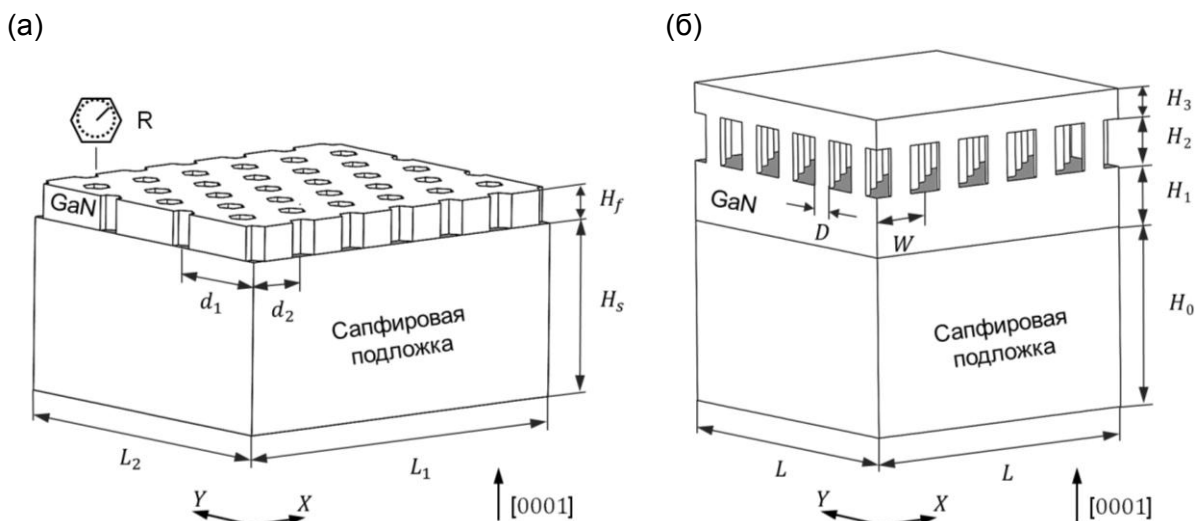 (а)
R
GaN
H_f
H_s
d_1
d_2
Сапфировая
подложка
L_2
L_1
Y
X
[0001]
(б)
H_3
H_2
H_1
GaN
D
W
H_0
Сапфировая
подложка
L
L
Y
X
[0001]